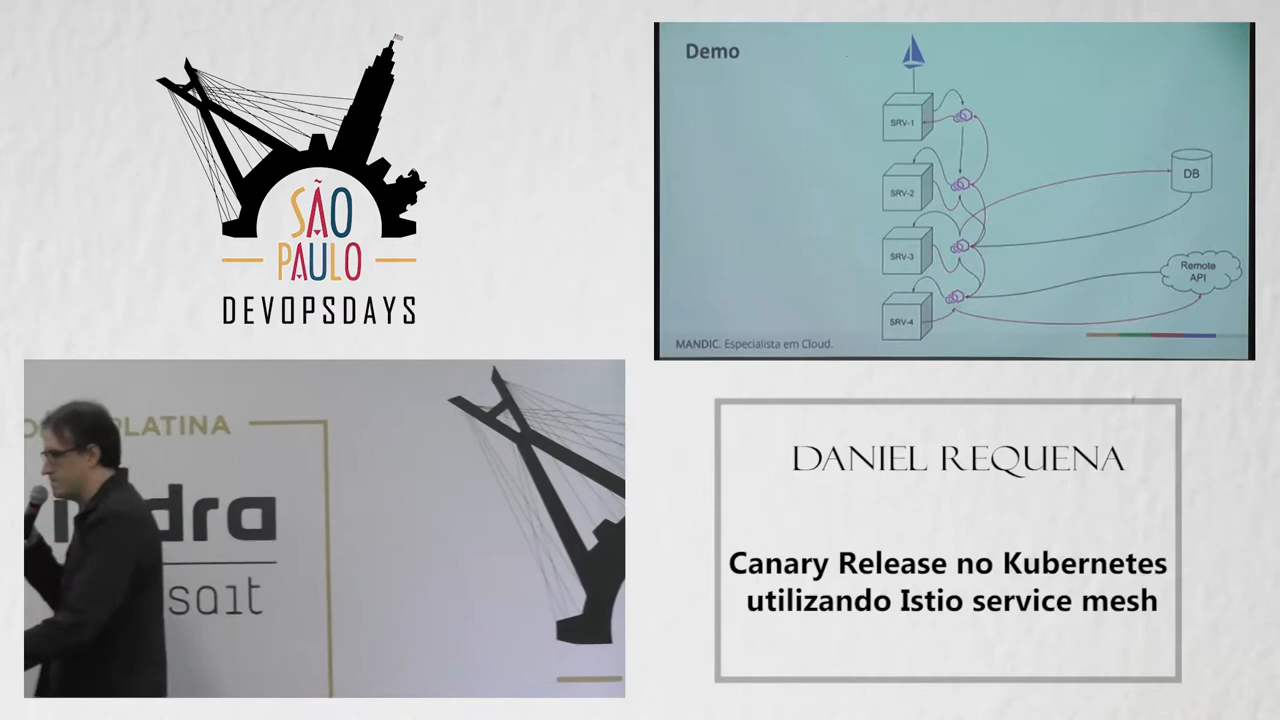 SÃO
PAULO
DEVOPSDAYS
Demo
SRV-1
SRV-2
SRV-3
SRV-4
DB
Remote
API
MANDIC. Especialista em Cloud.
PLATINA
sait
DANIEL REQUENA
Canary Release no Kubernetes
utilizando Istio service mesh